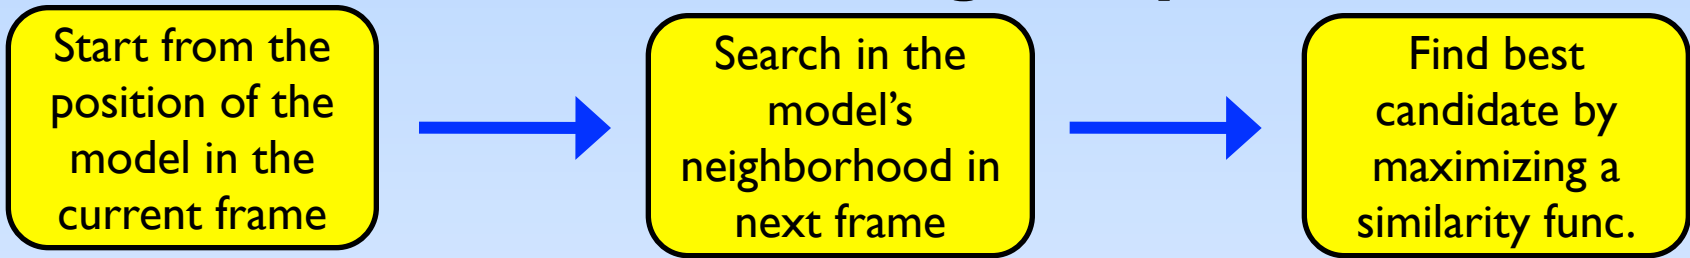 Start from the
position of the
model in the
current frame
Search in the
model’s
neighborhood in
next frame
Find best
candidate by
maximizing a
similarity func.